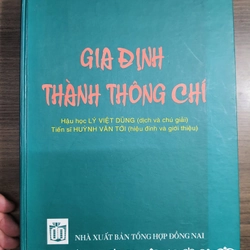 GIA ĐỊNH
THÀNH THÔNG CHÍ
Hậu học LÝ VIỆT DŨNG (dịch và chú giải)
Tiến sĩ HUỲNH VĂN TỚI (hiệu đính và giới thiệu)
NHÀ XUẤT BẢN TỔNG HỢP ĐỒNG NAI